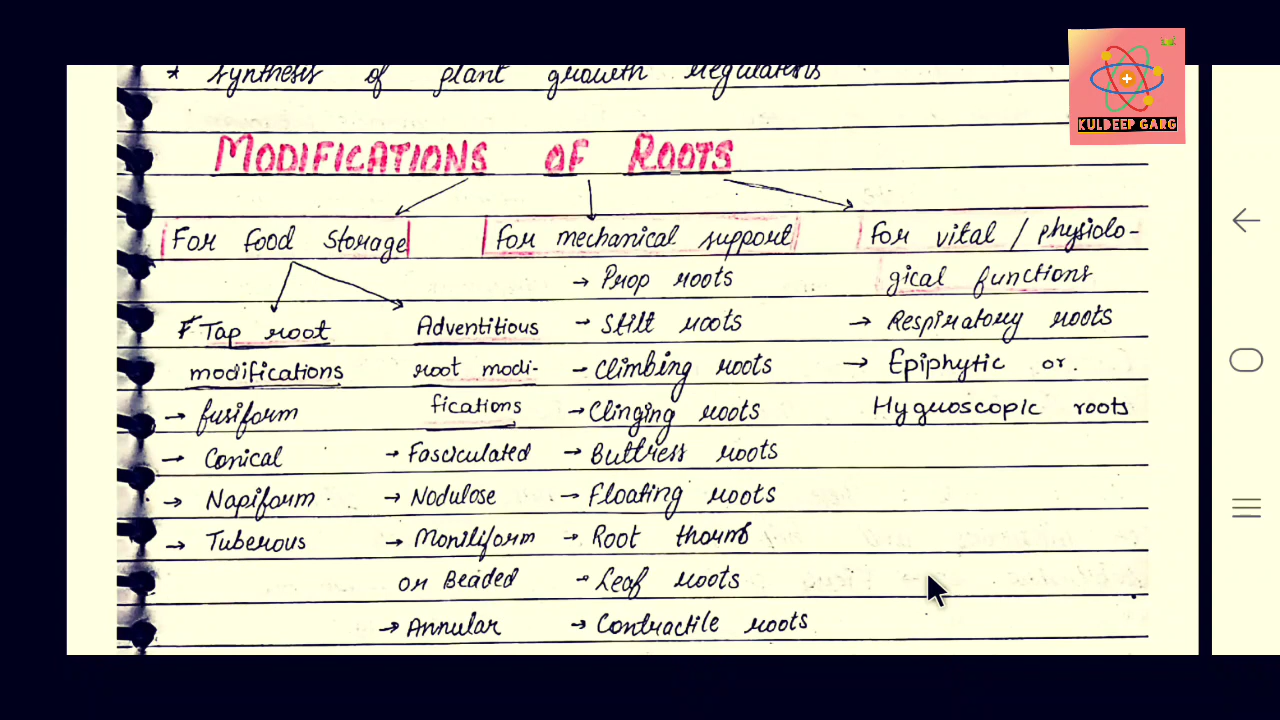 * synthesis of plant growth regulators
KULDEEP GARG
MODIFICATIONS OF ROOTS
For food storage
For mechanical support
For vital / physiolo-
gical functions
→ Respiratory roots
→ Epiphytic or.
Hygroscopic roots
Tap root
modifications
→ fusiform
→ Conical
→ Napiform
→ Tuberous
Adventitious
root modi-
fications
→ Fasciculated
→ Nodulose
→ Moniliform
or Beaded
→ Annular
→ Prop roots
→ Stilt roots
→ Climbing roots
→ Clinging roots
→ Buttress roots
→ Floating roots
→ Root thorns
→ Leaf roots
→ Contractile roots